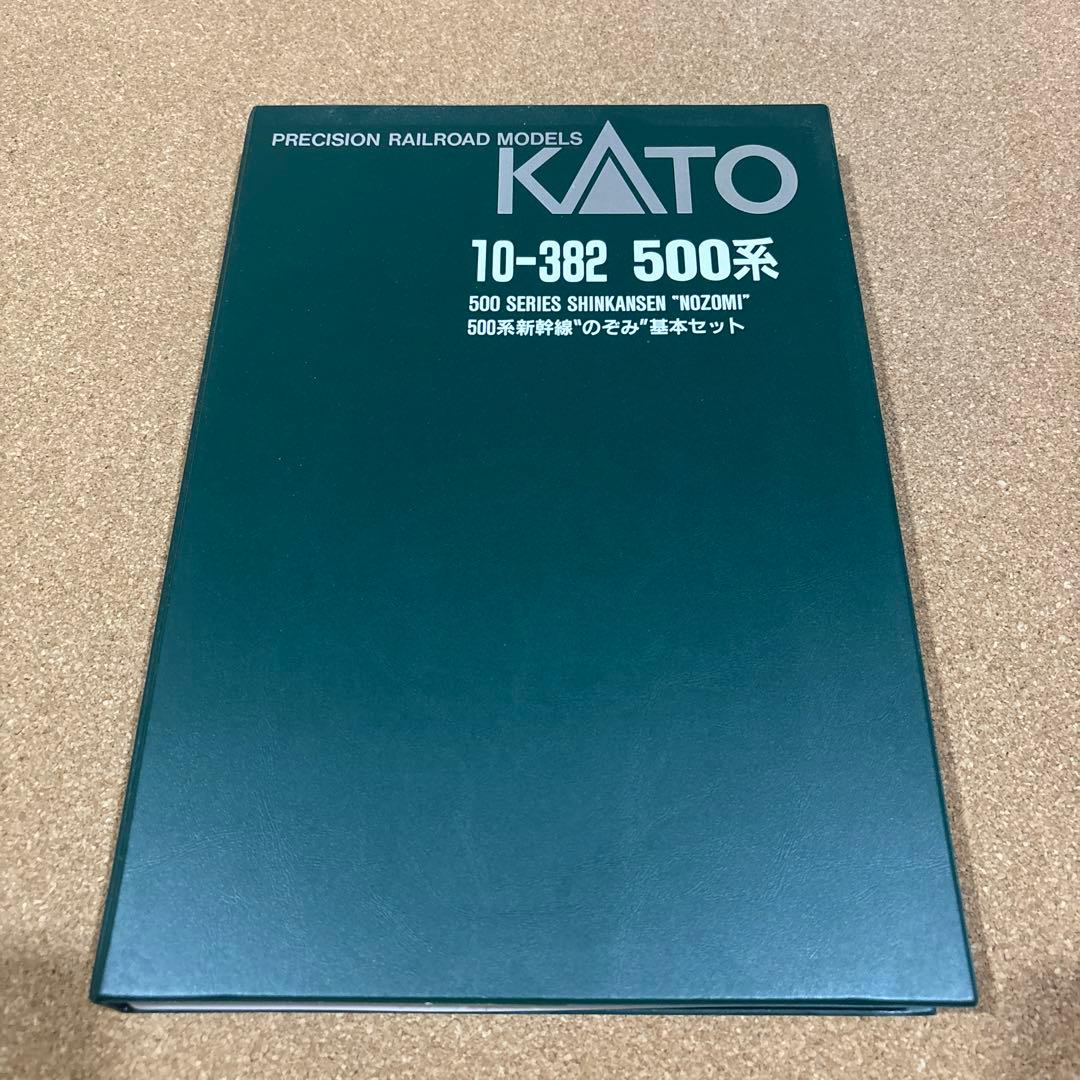 PRECISION RAILROAD MODELS
KATO
10-382 500系
500 SERIES SHINKANSEN "NOZOMI"
500系新幹線"のぞみ"基本セット